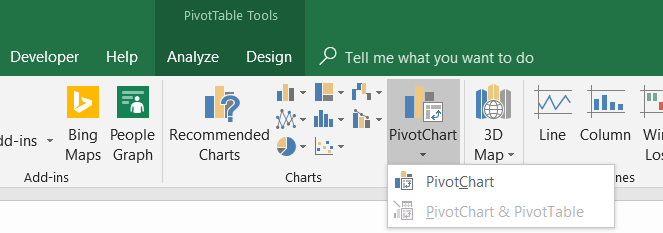 PivotTable Tools
Developer Help Analyze Design Tell me what you want to do
dd-ins Bing Maps People Graph Recommended Charts PivotChart 3D Map Line Column Win Los
Add-ins Charts nes
PivotChart
PivotChart & PivotTable